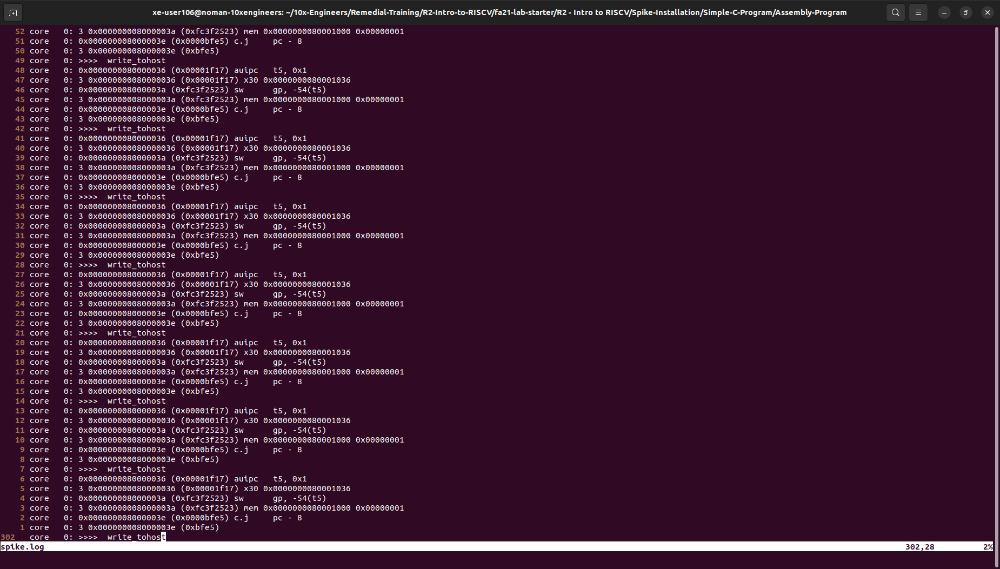 xe-user106@noman-10xengineers: ~/10x-Engineers/Remedial-Training/R2-Intro-to-RISCV/fa21-lab-starter/R2 - Intro to RISCV/Spike-Installation/Simple-C-Program/Assembly-Program
52 core   0: 3 0x000000008000003a (0xfc3f2523) mem 0x0000000080001000 0x00000001
51 core   0: 0x000000008000003e (0x0000bfe5) c.j     pc - 8
50 core   0: 3 0x000000008000003e (0xbfe5)
49 core   0: >>>>  write_tohost
48 core   0: 0x0000000080000036 (0x00001f17) auipc   t5, 0x1
47 core   0: 3 0x0000000080000036 (0x00001f17) x30 0x0000000080001036
46 core   0: 0x000000008000003a (0xfc3f2523) sw      gp, -54(t5)
45 core   0: 3 0x000000008000003a (0xfc3f2523) mem 0x0000000080001000 0x00000001
44 core   0: 0x000000008000003e (0x0000bfe5) c.j     pc - 8
43 core   0: 3 0x000000008000003e (0xbfe5)
42 core   0: >>>>  write_tohost
41 core   0: 0x0000000080000036 (0x00001f17) auipc   t5, 0x1
40 core   0: 3 0x0000000080000036 (0x00001f17) x30 0x0000000080001036
39 core   0: 0x000000008000003a (0xfc3f2523) sw      gp, -54(t5)
38 core   0: 3 0x000000008000003a (0xfc3f2523) mem 0x0000000080001000 0x00000001
37 core   0: 0x000000008000003e (0x0000bfe5) c.j     pc - 8
36 core   0: 3 0x000000008000003e (0xbfe5)
35 core   0: >>>>  write_tohost
34 core   0: 0x0000000080000036 (0x00001f17) auipc   t5, 0x1
33 core   0: 3 0x0000000080000036 (0x00001f17) x30 0x0000000080001036
32 core   0: 0x000000008000003a (0xfc3f2523) sw      gp, -54(t5)
31 core   0: 3 0x000000008000003a (0xfc3f2523) mem 0x0000000080001000 0x00000001
30 core   0: 0x000000008000003e (0x0000bfe5) c.j     pc - 8
29 core   0: 3 0x000000008000003e (0xbfe5)
28 core   0: >>>>  write_tohost
27 core   0: 0x0000000080000036 (0x00001f17) auipc   t5, 0x1
26 core   0: 3 0x0000000080000036 (0x00001f17) x30 0x0000000080001036
25 core   0: 0x000000008000003a (0xfc3f2523) sw      gp, -54(t5)
24 core   0: 3 0x000000008000003a (0xfc3f2523) mem 0x0000000080001000 0x00000001
23 core   0: 0x000000008000003e (0x0000bfe5) c.j     pc - 8
22 core   0: 3 0x000000008000003e (0xbfe5)
21 core   0: >>>>  write_tohost
20 core   0: 0x0000000080000036 (0x00001f17) auipc   t5, 0x1
19 core   0: 3 0x0000000080000036 (0x00001f17) x30 0x0000000080001036
18 core   0: 0x000000008000003a (0xfc3f2523) sw      gp, -54(t5)
17 core   0: 3 0x000000008000003a (0xfc3f2523) mem 0x0000000080001000 0x00000001
16 core   0: 0x000000008000003e (0x0000bfe5) c.j     pc - 8
15 core   0: 3 0x000000008000003e (0xbfe5)
14 core   0: >>>>  write_tohost
13 core   0: 0x0000000080000036 (0x00001f17) auipc   t5, 0x1
12 core   0: 3 0x0000000080000036 (0x00001f17) x30 0x0000000080001036
11 core   0: 0x000000008000003a (0xfc3f2523) sw      gp, -54(t5)
10 core   0: 3 0x000000008000003a (0xfc3f2523) mem 0x0000000080001000 0x00000001
9 core   0: 0x000000008000003e (0x0000bfe5) c.j     pc - 8
8 core   0: 3 0x000000008000003e (0xbfe5)
7 core   0: >>>>  write_tohost
6 core   0: 0x0000000080000036 (0x00001f17) auipc   t5, 0x1
5 core   0: 3 0x0000000080000036 (0x00001f17) x30 0x0000000080001036
4 core   0: 0x000000008000003a (0xfc3f2523) sw      gp, -54(t5)
3 core   0: 3 0x000000008000003a (0xfc3f2523) mem 0x0000000080001000 0x00000001
2 core   0: 0x000000008000003e (0x0000bfe5) c.j     pc - 8
1 core   0: 3 0x000000008000003e (0xbfe5)
302   core   0: >>>>  write_tohost
spike.log 302,28 2%